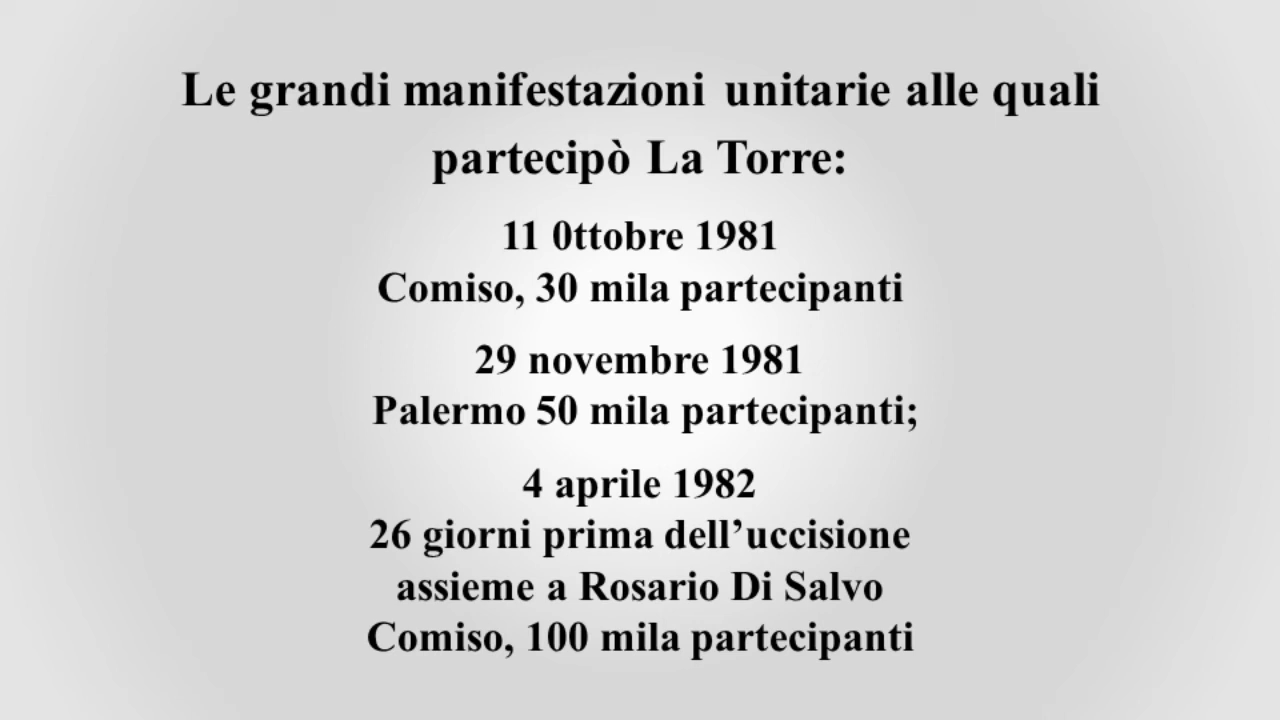 Le grandi manifestazioni unitarie alle quali
partecipò La Torre:
11 0ttobre 1981
Comiso, 30 mila partecipanti
29 novembre 1981
Palermo 50 mila partecipanti;
4 aprile 1982
26 giorni prima dell’uccisione
assieme a Rosario Di Salvo
Comiso, 100 mila partecipanti